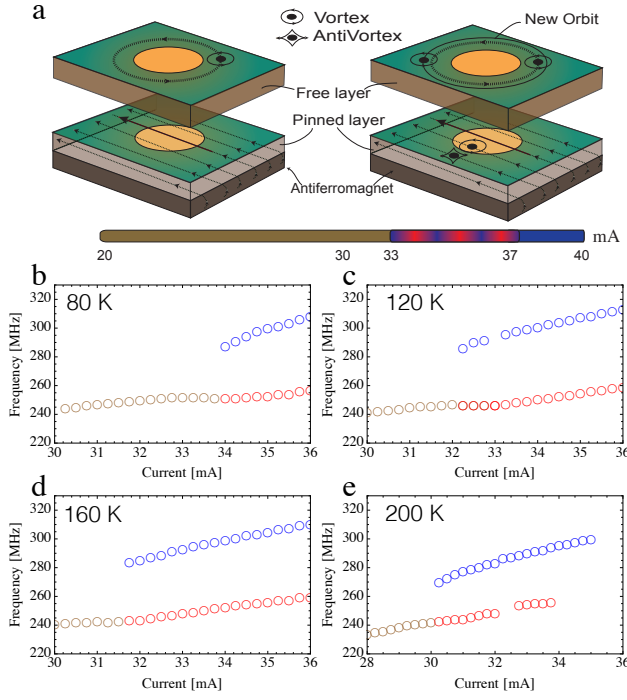 a
Vortex
AntiVortex
New Orbit
Free layer
Pinned layer
Antiferromagnet
20 30 33 37 40 mA
b
80 K
Frequency [MHz]
320
300
280
260
240
220
30 31 32 33 34 35 36
Current [mA]
c
120 K
Frequency [MHz]
320
300
280
260
240
220
30 31 32 33 34 35 36
Current [mA]
d
160 K
Frequency [MHz]
320
300
280
260
240
220
30 31 32 33 34 35 36
Current [mA]
e
200 K
Frequency [MHz]
320
300
280
260
240
220
28 30 32 34 36
Current [mA]